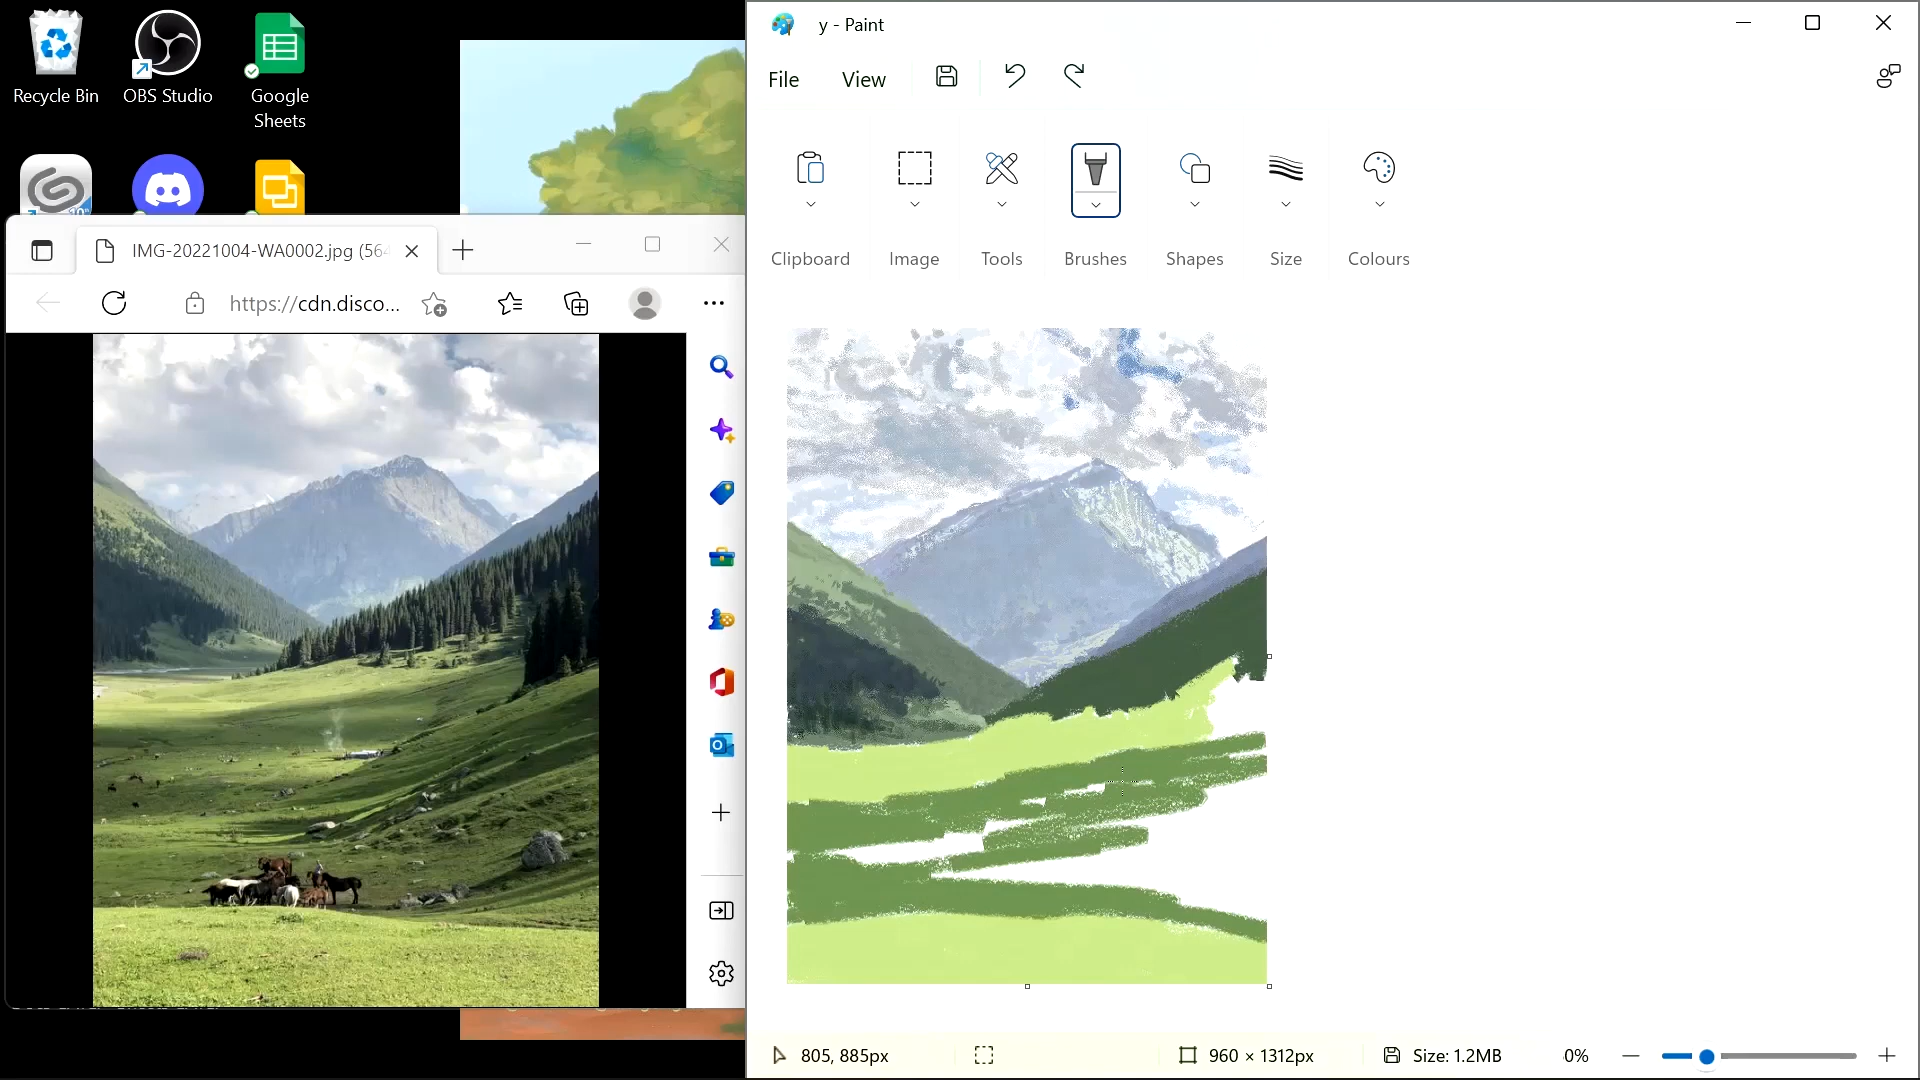 Recycle Bin
OBS Studio
Google
Sheets
y - Paint
File
View
Clipboard
Image
Tools
Brushes
Shapes
Size
Colours
IMG-20221004-WA0002.jpg (564
https://cdn.disco...
805, 885px
960 × 1312px
Size: 1.2MB
0%